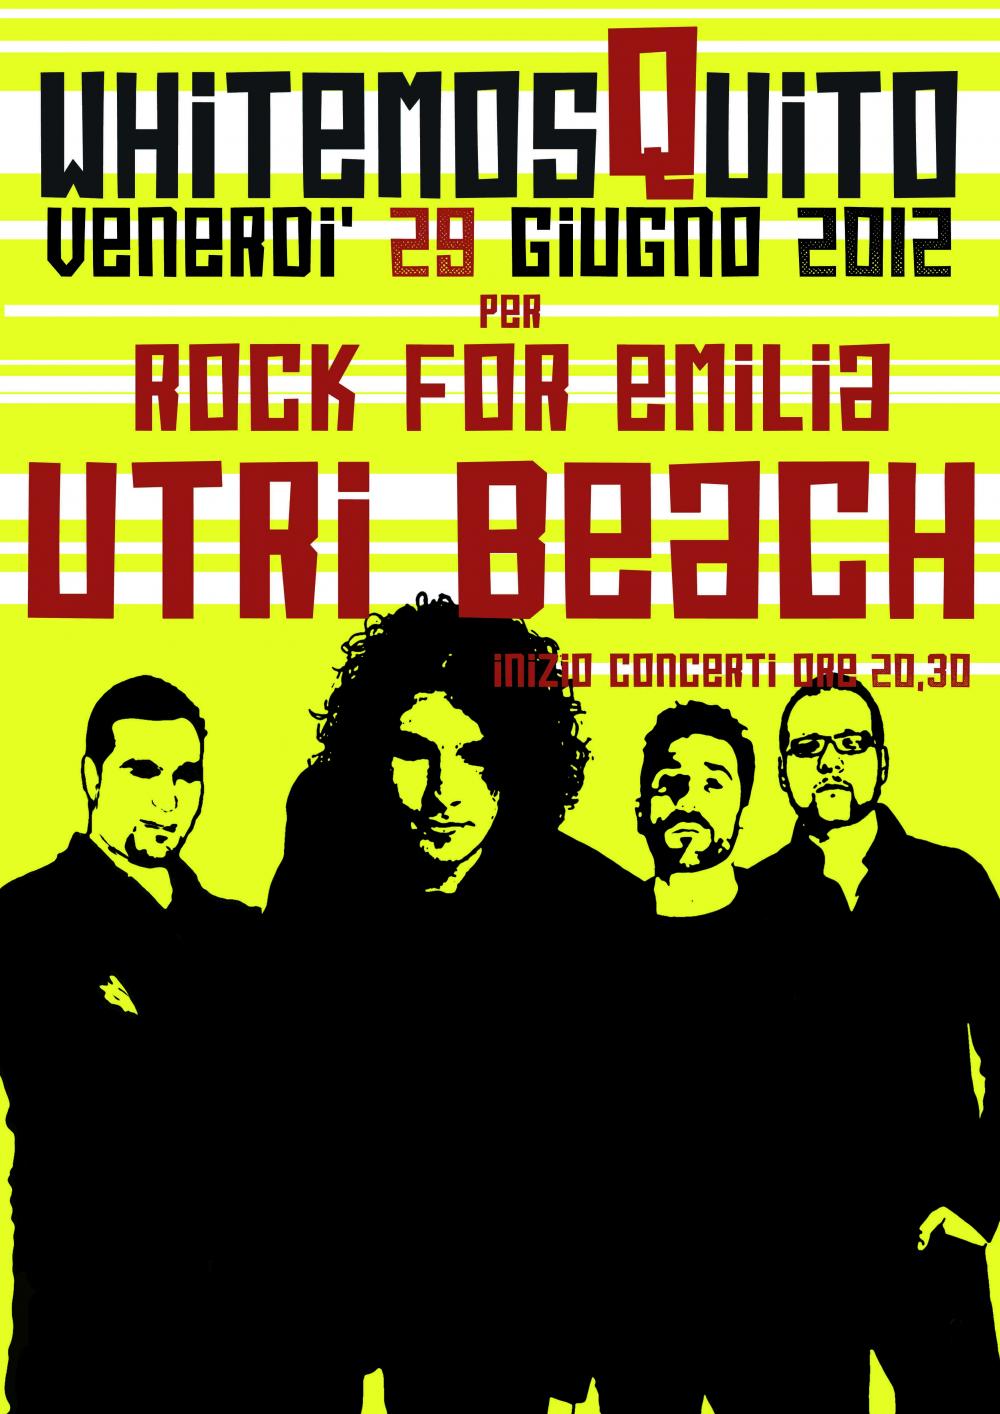 WHiTeMOSQUiTO
VeNeRDi' 29 GiUGNO 2012
PeR
ROCK FOR eMiLia
UTRi BeaCH
iNiZiO CONCeRTi ORe 20,30